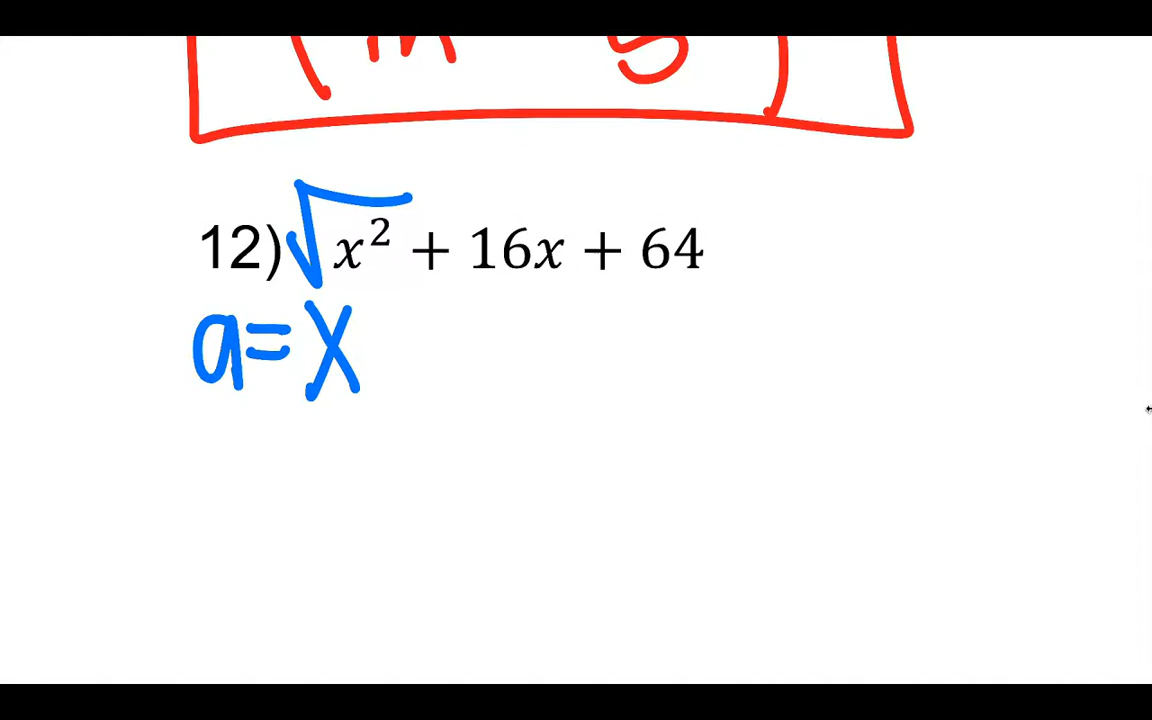 12) √x² + 16x + 64
a = x